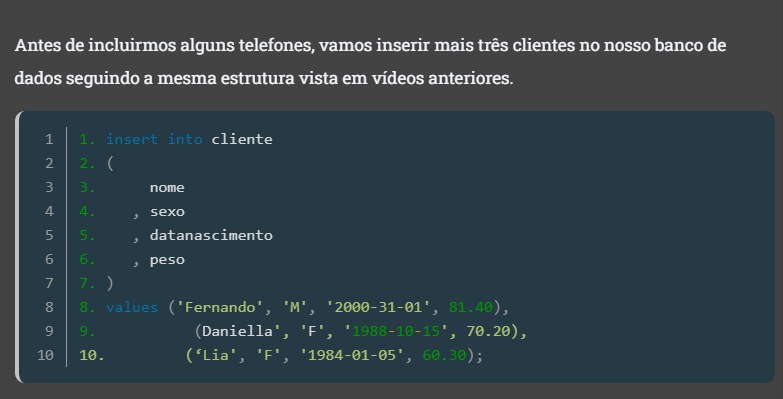 Antes de incluirmos alguns telefones, vamos inserir mais três clientes no nosso banco de
dados seguindo a mesma estrutura vista em vídeos anteriores.
1 1. insert into cliente
2 2. (
3 3. nome
4 4. , sexo
5 5. , datanascimento
6 6. , peso
7 7. )
8 8. values ('Fernando', 'M', '2000-31-01', 81.40),
9 9. (Daniella', 'F', '1988-10-15', 70.20),
10 10. (‘Lia', 'F', '1984-01-05', 60.30);